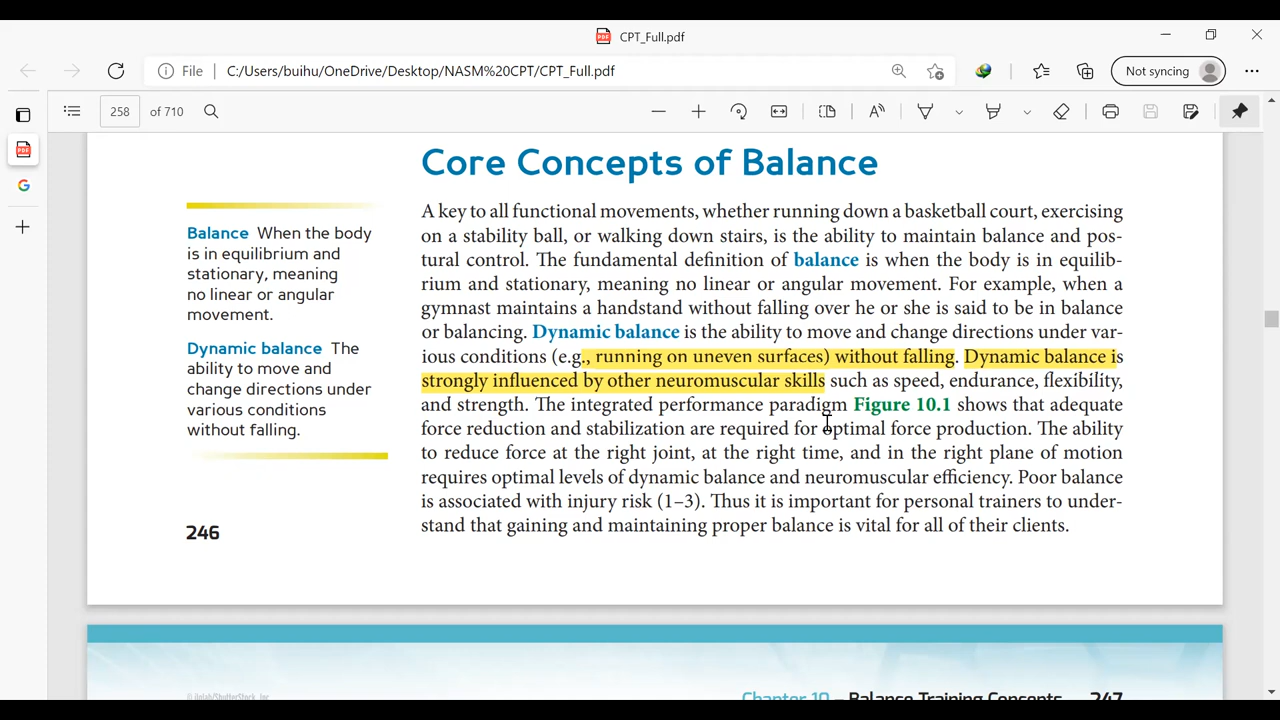 CPT_Full.pdf
File
C:/Users/buihu/OneDrive/Desktop/NASM%20CPT/CPT_Full.pdf
Not syncing
258 of 710
Core Concepts of Balance
Balance When the body
is in equilibrium and
stationary, meaning
no linear or angular
movement.
Dynamic balance The
ability to move and
change directions under
various conditions
without falling.
246
A key to all functional movements, whether running down a basketball court, exercising
on a stability ball, or walking down stairs, is the ability to maintain balance and pos-
tural control. The fundamental definition of balance is when the body is in equilib-
rium and stationary, meaning no linear or angular movement. For example, when a
gymnast maintains a handstand without falling over he or she is said to be in balance
or balancing. Dynamic balance is the ability to move and change directions under var-
ious conditions (e.g., running on uneven surfaces) without falling. Dynamic balance is
strongly influenced by other neuromuscular skills such as speed, endurance, flexibility,
and strength. The integrated performance paradigm Figure 10.1 shows that adequate
force reduction and stabilization are required for optimal force production. The ability
to reduce force at the right joint, at the right time, and in the right plane of motion
requires optimal levels of dynamic balance and neuromuscular efficiency. Poor balance
is associated with injury risk (1–3). Thus it is important for personal trainers to under-
stand that gaining and maintaining proper balance is vital for all of their clients.
Chapter 10 Balance Training Concepts 247